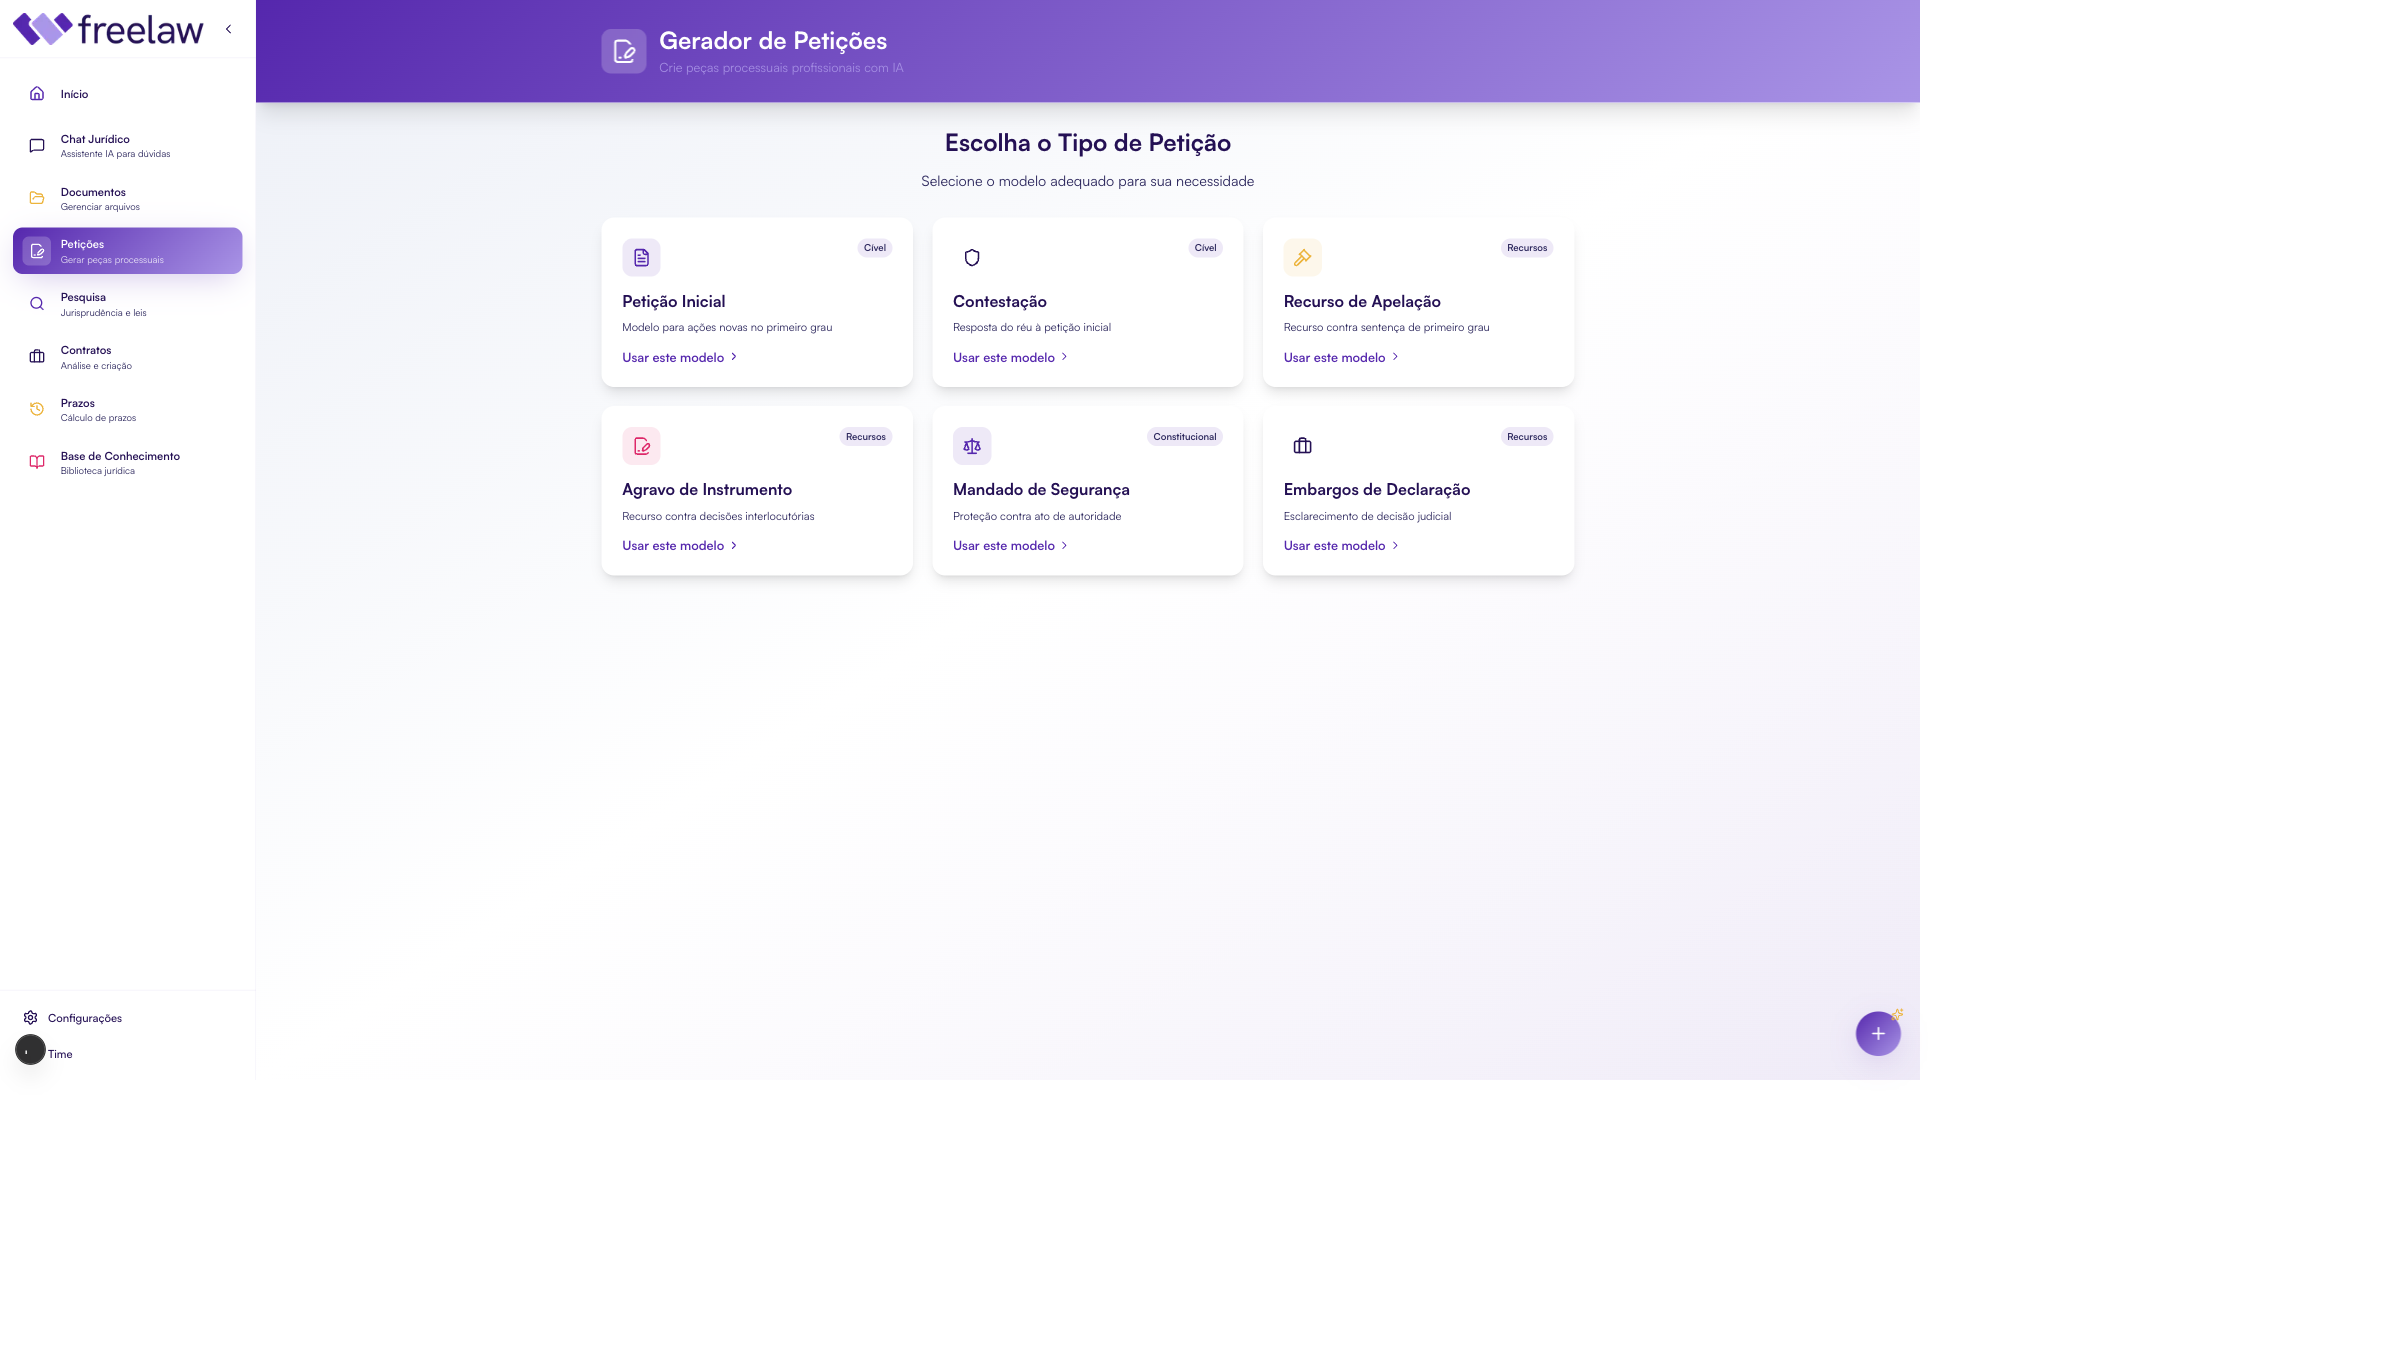 freelaw
Início
Chat Jurídico
Assistente IA para dúvidas
Documentos
Gerenciar arquivos
Petições
Gerar peças processuais
Pesquisa
Jurisprudência e leis
Contratos
Análise e criação
Prazos
Cálculo de prazos
Base de Conhecimento
Biblioteca jurídica
Configurações
Time
Gerador de Petições
Crie peças processuais profissionais com IA
Escolha o Tipo de Petição
Selecione o modelo adequado para sua necessidade
Cível
Petição Inicial
Modelo para ações novas no primeiro grau
Usar este modelo
Cível
Contestação
Resposta do réu à petição inicial
Usar este modelo
Recursos
Recurso de Apelação
Recurso contra sentença de primeiro grau
Usar este modelo
Recursos
Agravo de Instrumento
Recurso contra decisões interlocutórias
Usar este modelo
Constitucional
Mandado de Segurança
Proteção contra ato de autoridade
Usar este modelo
Recursos
Embargos de Declaração
Esclarecimento de decisão judicial
Usar este modelo